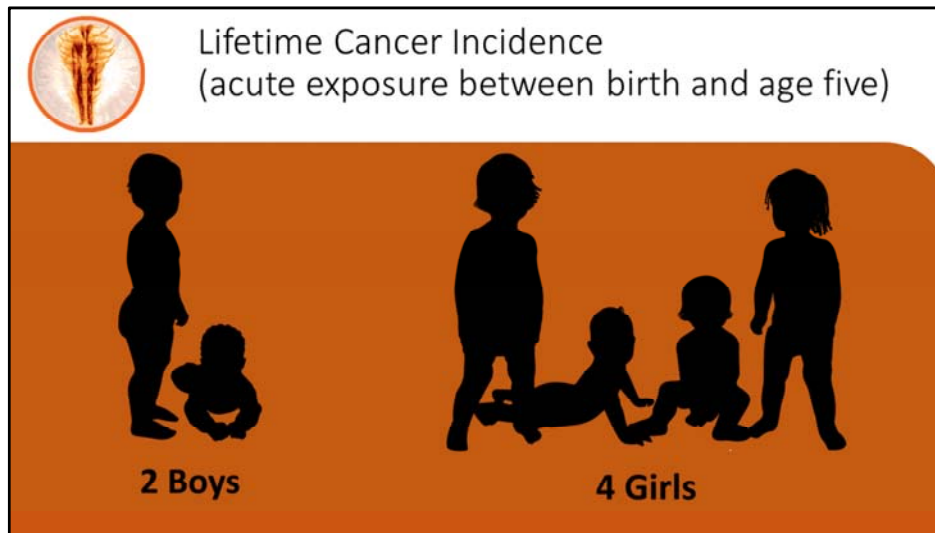 Lifetime Cancer Incidence
(acute exposure between birth and age five)
2 Boys
4 Girls